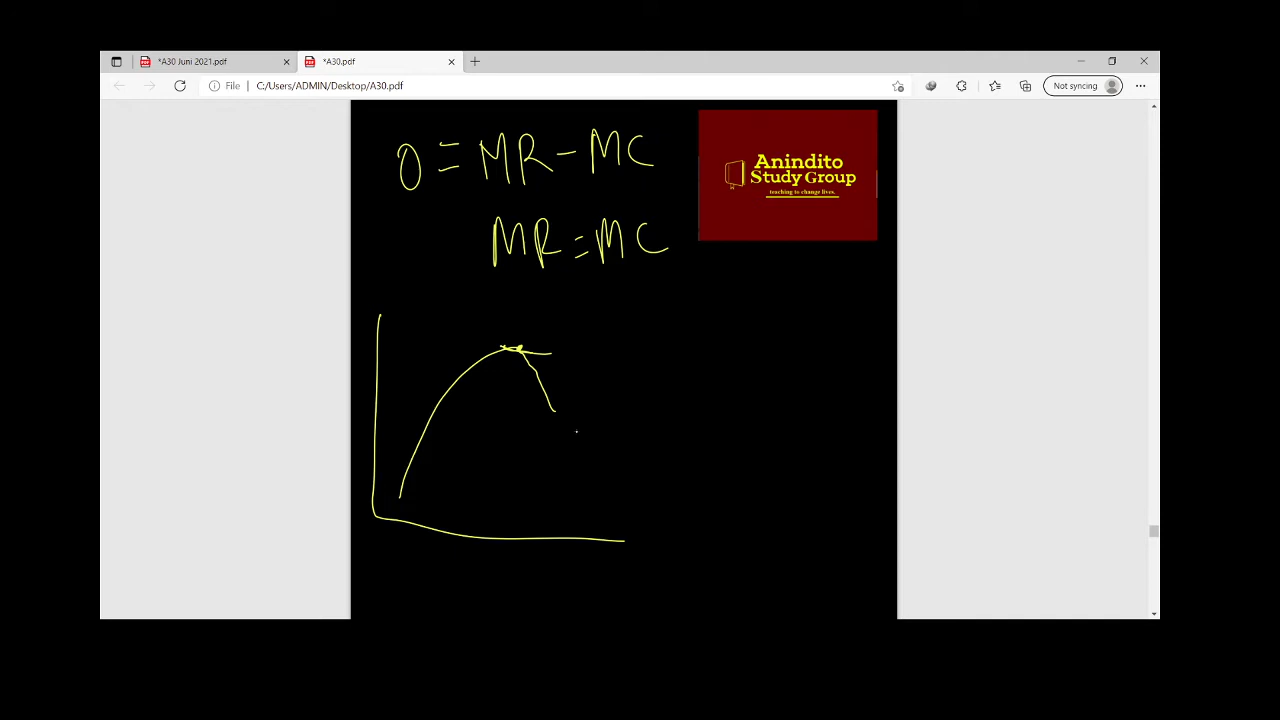 *A30 Juni 2021.pdf
*A30.pdf
File
C:/Users/ADMIN/Desktop/A30.pdf
Not syncing
0 = MR - MC
MR = MC
Anindito
Study Group
teaching to change lives.